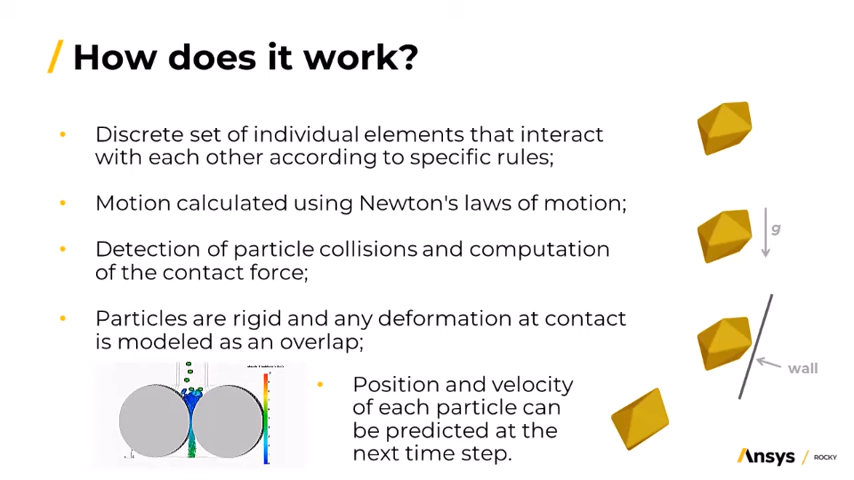 / How does it work?
• Discrete set of individual elements that interact
with each other according to specific rules;
• Motion calculated using Newton's laws of motion;
• Detection of particle collisions and computation
of the contact force;
• Particles are rigid and any deformation at contact
is modeled as an overlap;
• Position and velocity
of each particle can
be predicted at the
next time step.
g
wall
Ansys / ROCKY